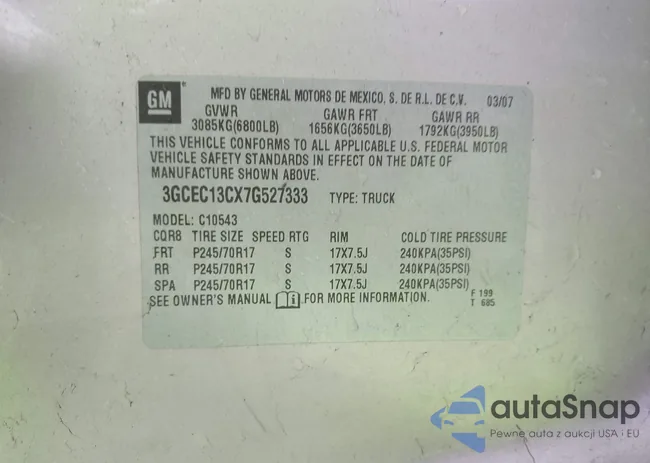 GM
MFD BY GENERAL MOTORS DE MEXICO, S. DE R.L. DE C.V. 03/07
GVWR GAWR FRT GAWR RR
3085KG(6800LB) 1656KG(3650LB) 1792KG(3950LB)
THIS VEHICLE CONFORMS TO ALL APPLICABLE U.S. FEDERAL MOTOR
VEHICLE SAFETY STANDARDS IN EFFECT ON THE DATE OF
MANUFACTURE SHOWN ABOVE.
3GCEC13CX7G527333 TYPE: TRUCK
MODEL: C10543
CQR8 TIRE SIZE SPEED RTG RIM COLD TIRE PRESSURE
FRT P245/70R17 S 17X7.5J 240KPA(35PSI)
RR P245/70R17 S 17X7.5J 240KPA(35PSI)
SPA P245/70R17 S 17X7.5J 240KPA(35PSI)
SEE OWNER'S MANUAL FOR MORE INFORMATION. F 199
T 685
autaSnap
Pewne auta z aukcji USA i EU